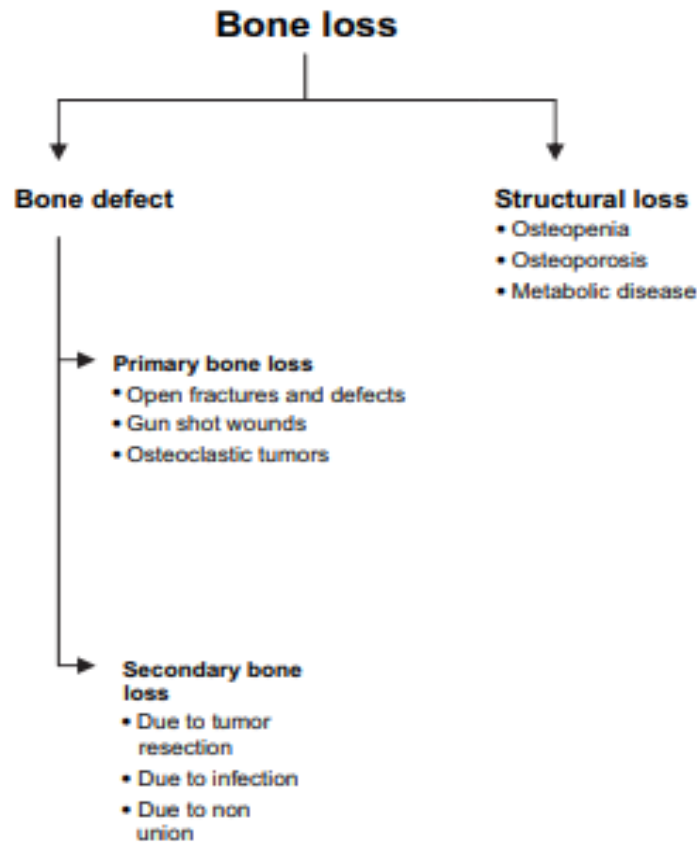 Bone loss
Bone defect
Structural loss
• Osteopenia
• Osteoporosis
• Metabolic disease
Primary bone loss
• Open fractures and defects
• Gun shot wounds
• Osteoclastic tumors
Secondary bone
loss
• Due to tumor
resection
• Due to infection
• Due to non
union